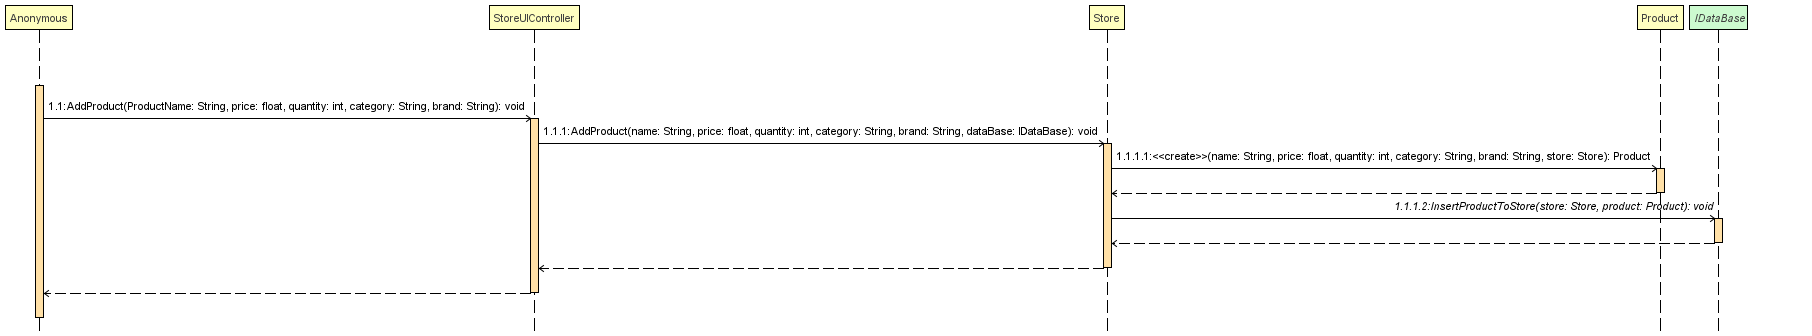 Anonymous
StoreUIController
Store
Product
IDataBase
1.1:AddProduct(ProductName: String, price: float, quantity: int, category: String, brand: String): void
1.1.1:AddProduct(name: String, price: float, quantity: int, category: String, brand: String, dataBase: IDataBase): void
1.1.1.1:<<create>>(name: String, price: float, quantity: int, category: String, brand: String, store: Store): Product
1.1.1.2:InsertProductToStore(store: Store, product: Product): void